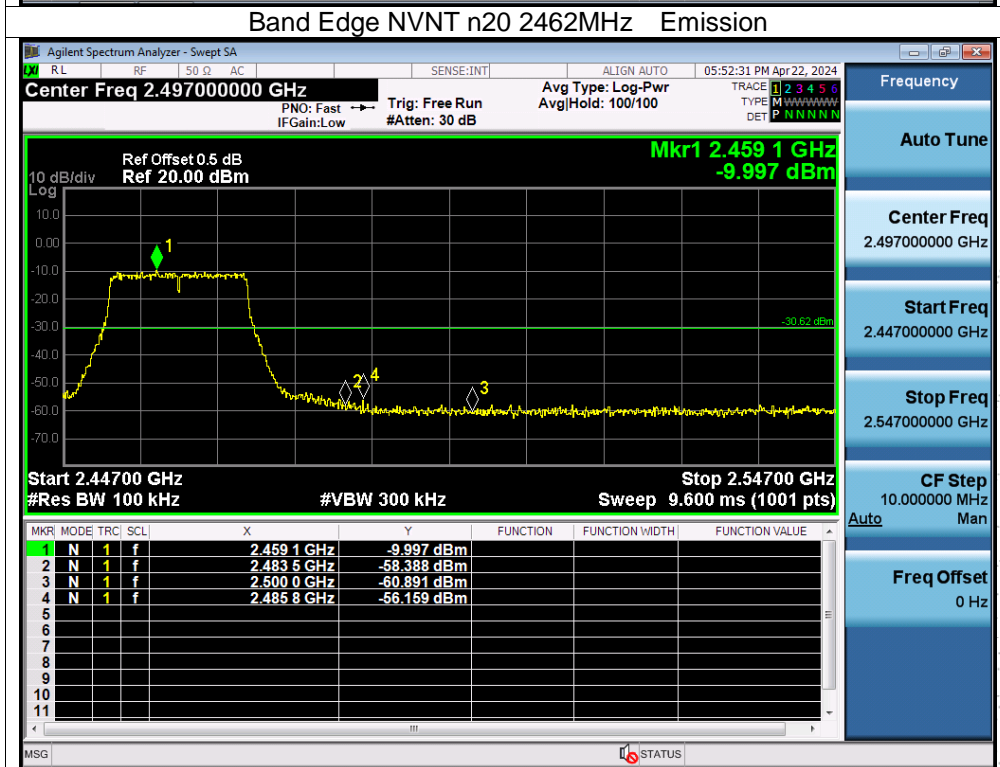 Band Edge NVNT n20 2462MHz Emission
Agilent Spectrum Analyzer - Swept SA
LXI RL RF 50 Ω AC SENSE:INT ALIGN AUTO 05:52:31 PM Apr 22, 2024
Center Freq 2.497000000 GHz
PNO: Fast
IFGain:Low
Trig: Free Run
#Atten: 30 dB
Avg Type: Log-Pwr
Avg|Hold: 100/100
TRACE 1 2 3 4 5 6
TYPE M WWWWW
DET P N N N N N
Frequency
Auto Tune
Center Freq
2.497000000 GHz
Start Freq
2.447000000 GHz
Stop Freq
2.547000000 GHz
CF Step
10.000000 MHz
Auto Man
Freq Offset
0 Hz
Mkr1 2.459 1 GHz
-9.997 dBm
Ref Offset 0.5 dB
10 dB/div Ref 20.00 dBm
Log
10.0
0.00
-10.0
-20.0
-30.0
-40.0
-50.0
-60.0
-70.0
1
2 4
3
-30.62 dBm
Start 2.44700 GHz Stop 2.54700 GHz
#Res BW 100 kHz #VBW 300 kHz Sweep 9.600 ms (1001 pts)
MKR MODE TRC SCL X Y FUNCTION FUNCTION WIDTH FUNCTION VALUE
1 N 1 f 2.459 1 GHz -9.997 dBm
2 N 1 f 2.483 5 GHz -58.388 dBm
3 N 1 f 2.500 0 GHz -60.891 dBm
4 N 1 f 2.485 8 GHz -56.159 dBm
5
6
7
8
9
10
11
MSG STATUS